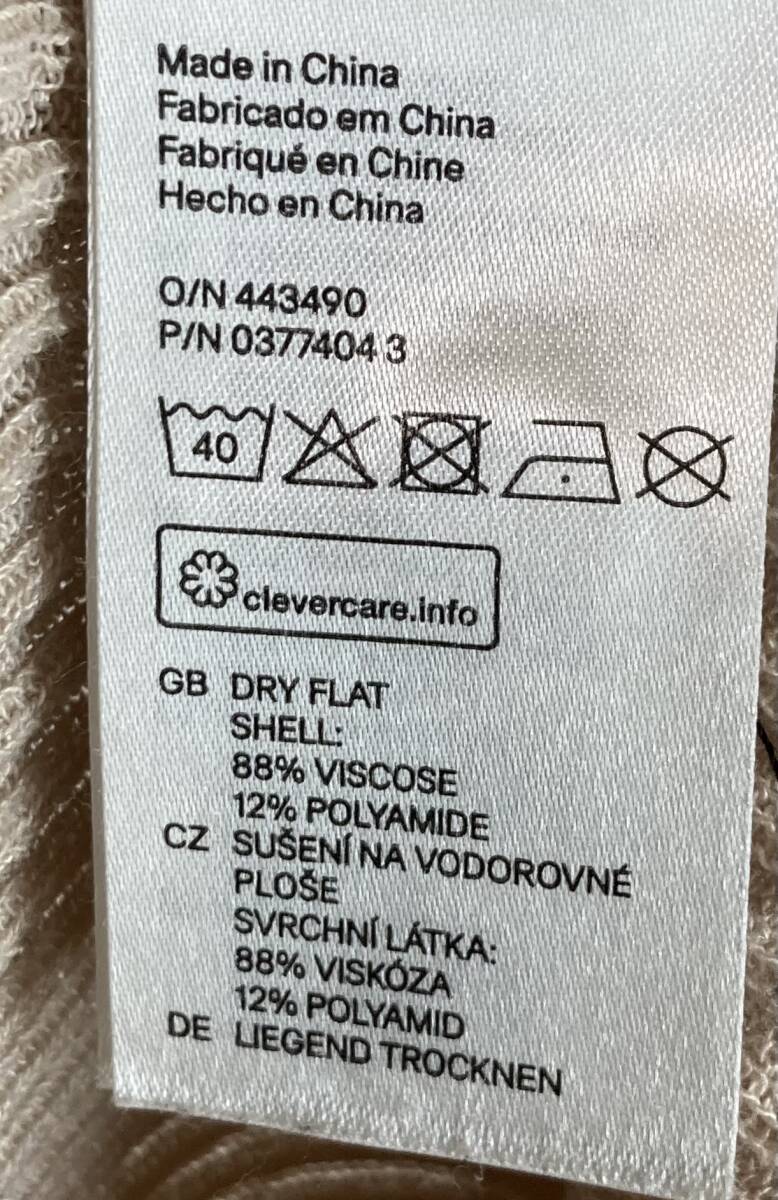 Made in China
Fabricado em China
Fabriqué en Chine
Hecho en China
O/N 443490
P/N 0377404 3
40
clevercare.info
GB DRY FLAT
SHELL:
88% VISCOSE
12% POLYAMIDE
CZ SUŠENÍ NA VODOROVNÉ
PLOŠE
SVRCHNÍ LÁTKA:
88% VISKÓZA
12% POLYAMID
DE LIEGEND TROCKNEN